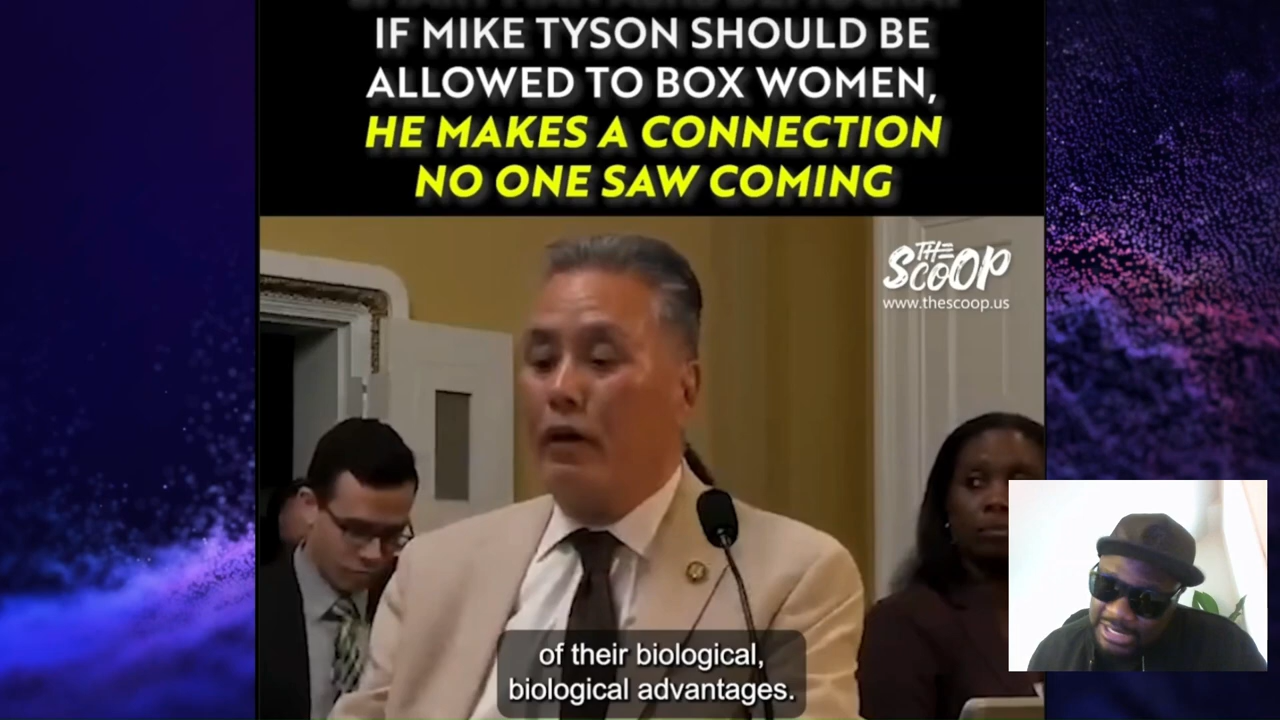 IF MIKE TYSON SHOULD BE
ALLOWED TO BOX WOMEN,
HE MAKES A CONNECTION
NO ONE SAW COMING
THE
SCOOP
www.thescoop.us
of their biological,
biological advantages.